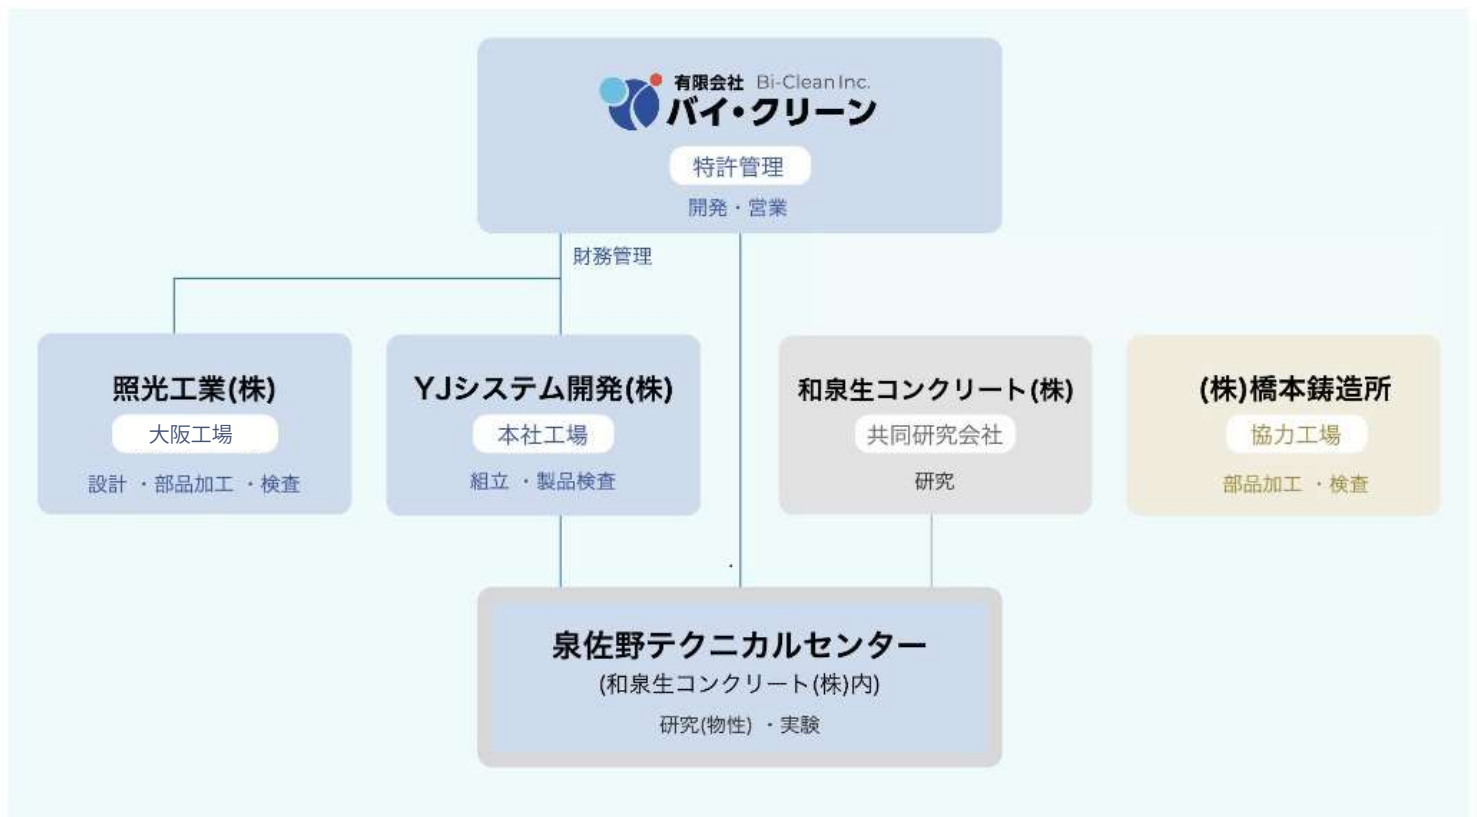 有限会社 Bi-Clean Inc.
バイ・クリーン
特許管理
開発・営業
財務管理
照光工業(株)
大阪工場
設計 ・部品加工 ・検査
YJシステム開発(株)
本社工場
組立 ・製品検査
和泉生コンクリート(株)
共同研究会社
研究
(株)橋本鋳造所
協力工場
部品加工 ・検査
泉佐野テクニカルセンター
(和泉生コンクリート(株)内)
研究(物性) ・実験